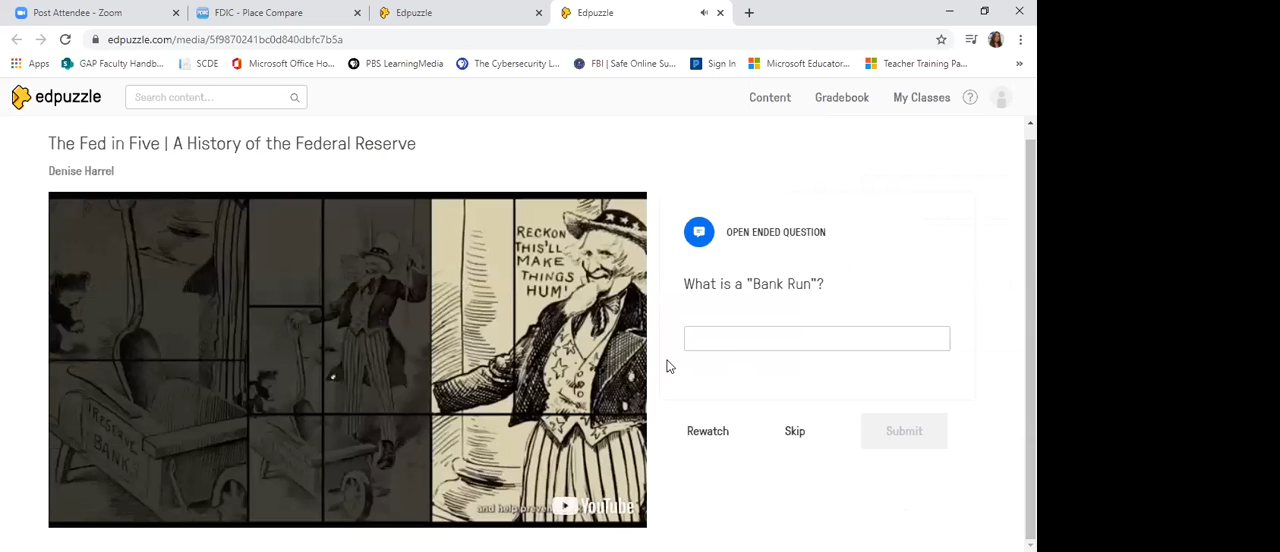 Post Attendee - Zoom
FDIC - Place Compare
Edpuzzle
Edpuzzle
edpuzzle.com/media/5f9870241bc0d840dbfc7b5a
Apps
GAP Faculty Handb...
SCDE
Microsoft Office Ho...
PBS LearningMedia
The Cybersecurity L...
FBI | Safe Online Su...
Sign In
Microsoft Educator...
Teacher Training Pa...
edpuzzle
Search content...
Content
Gradebook
My Classes
The Fed in Five | A History of the Federal Reserve
Denise Harrel
RECKON
THIS'LL
MAKE
THINGS
HUM!
RESERVE
BANKS
and help
YouTube
OPEN ENDED QUESTION
What is a "Bank Run"?
Rewatch
Skip
Submit